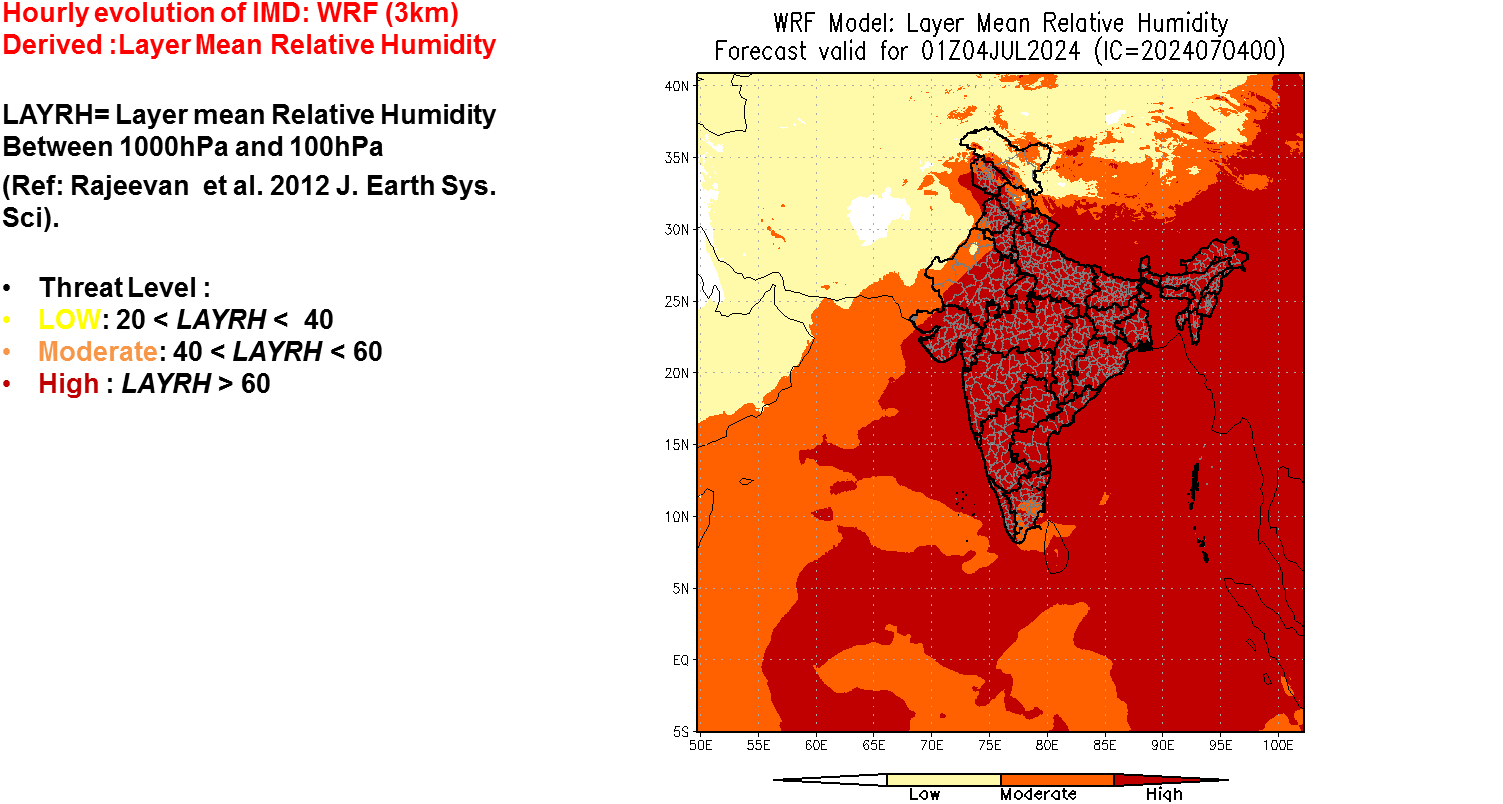 Hourly evolution of IMD: WRF (3km)
Derived :Layer Mean Relative Humidity
LAYRH= Layer mean Relative Humidity
Between 1000hPa and 100hPa
(Ref: Rajeevan et al. 2012 J. Earth Sys.
Sci).
• Threat Level :
• LOW: 20 < LAYRH < 40
• Moderate: 40 < LAYRH < 60
• High : LAYRH > 60
WRF Model: Layer Mean Relative Humidity
Forecast valid for 01Z04JUL2024 (IC=2024070400)
40N
35N
30N
25N
20N
15N
10N
5N
EQ
5S
50E 55E 60E 65E 70E 75E 80E 85E 90E 95E 100E
Low Moderate High